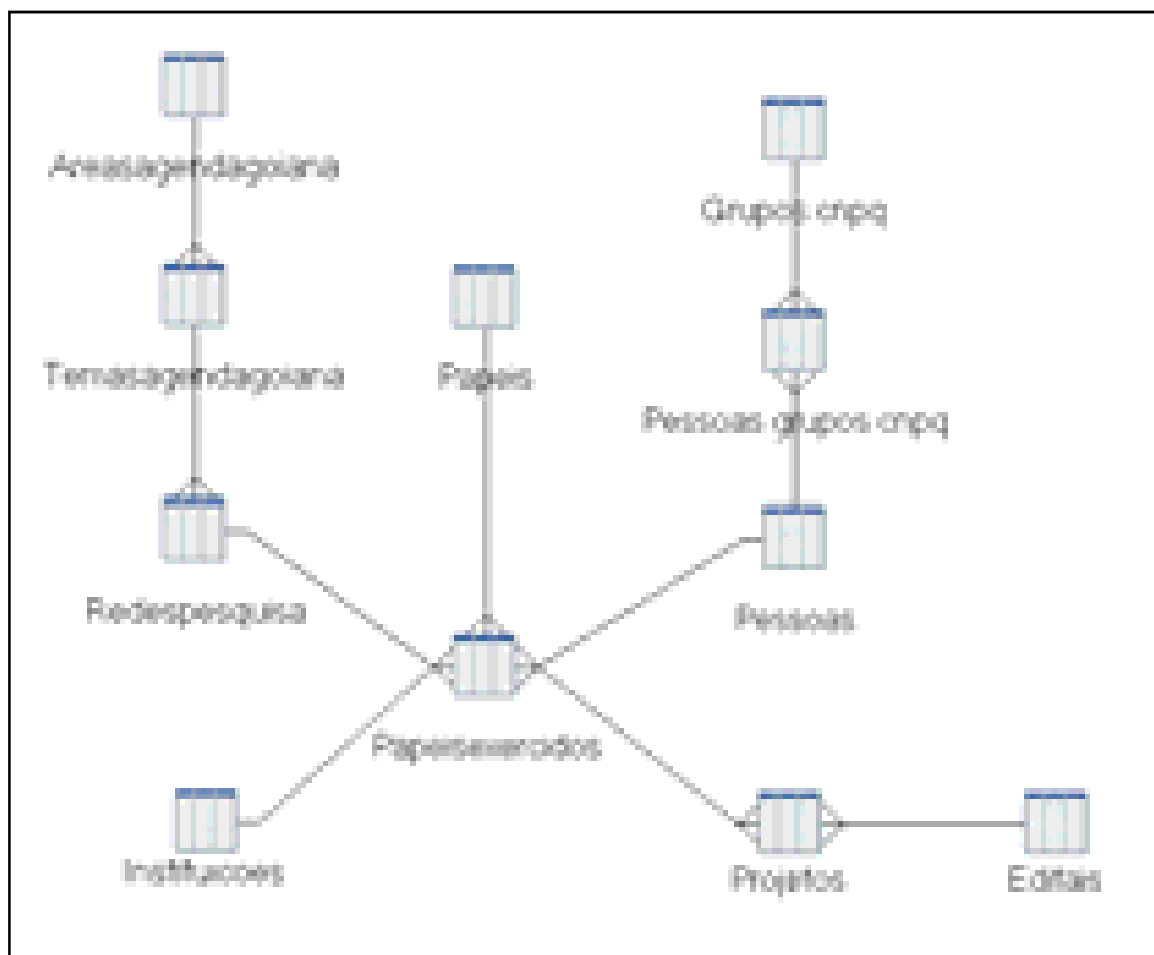 Areasagendagoiana
Grupos cnpq
Temasagendagoiana
Papeis
Pessoas grupos cnpq
Redespesquisa
Pessoas
Papeisexercidos
Instituicoes
Projetos
Editais